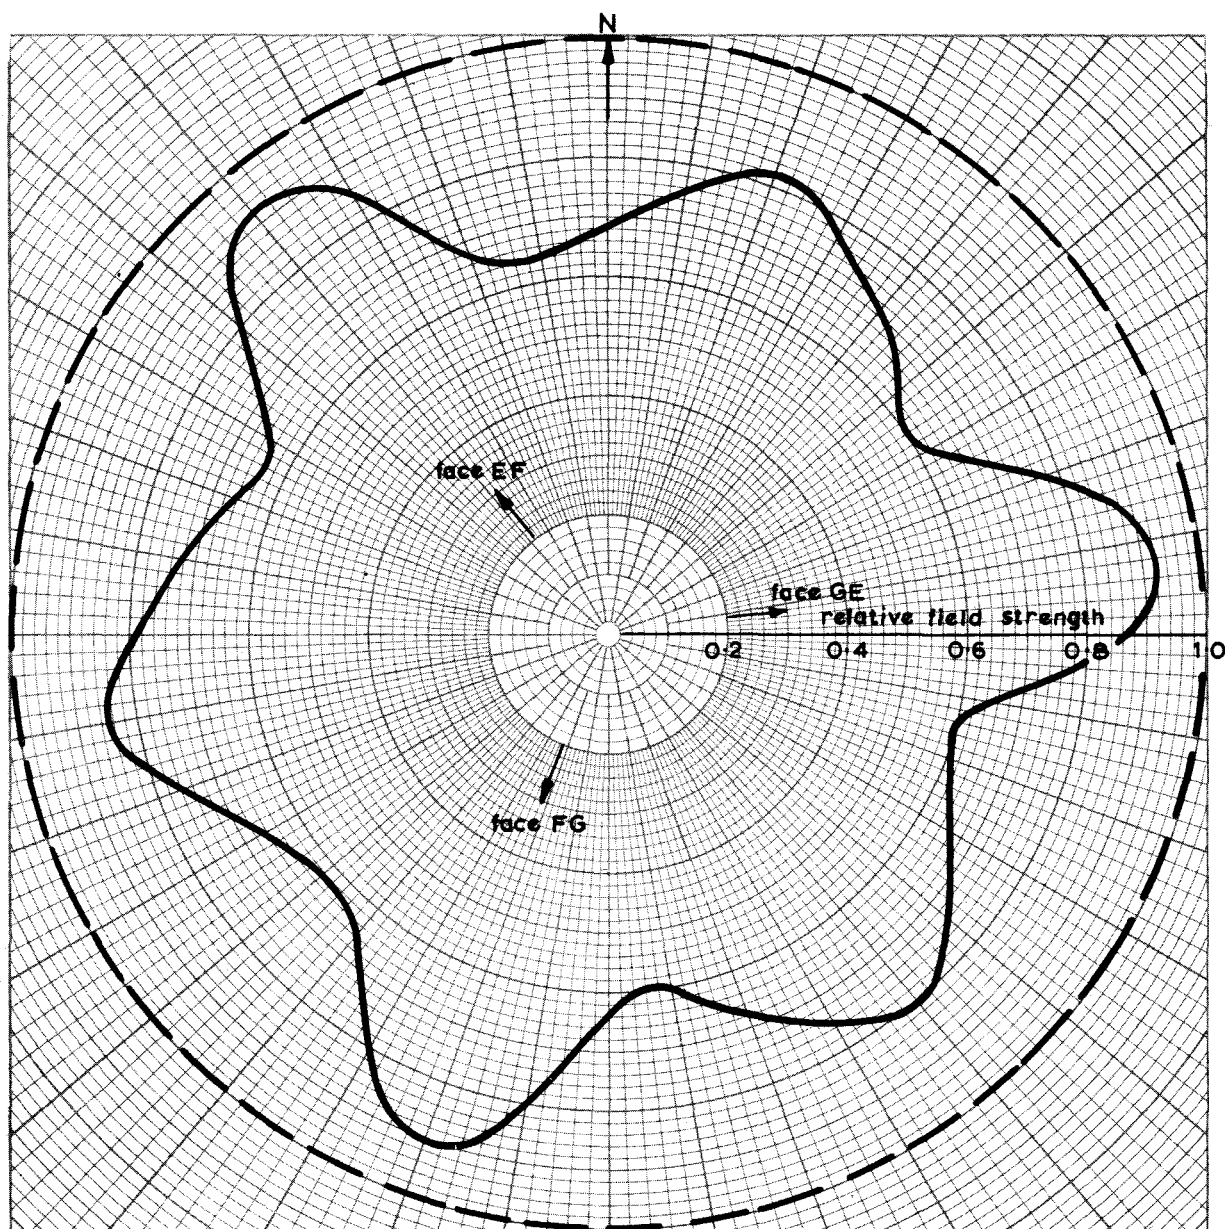 N
face EF
face GE
relative field strength
0·2 0·4 0·6 0·8 1·0
face FG